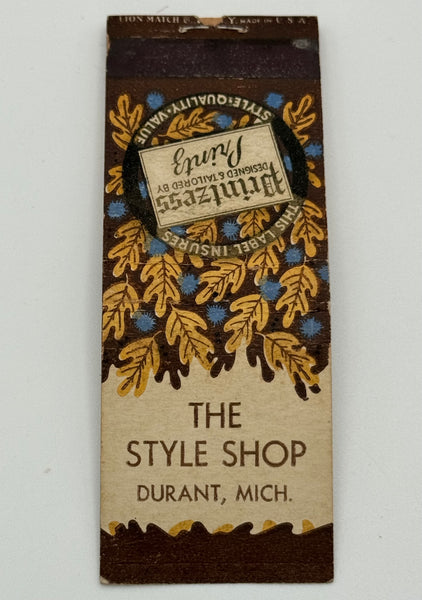 LION MATCH MADE IN U.S.A
THIS LABEL INSURES
Printzess
DESIGNED & TAILORED BY
Printz
STYLE·QUALITY·VALUE
THE
STYLE SHOP
DURANT, MICH.